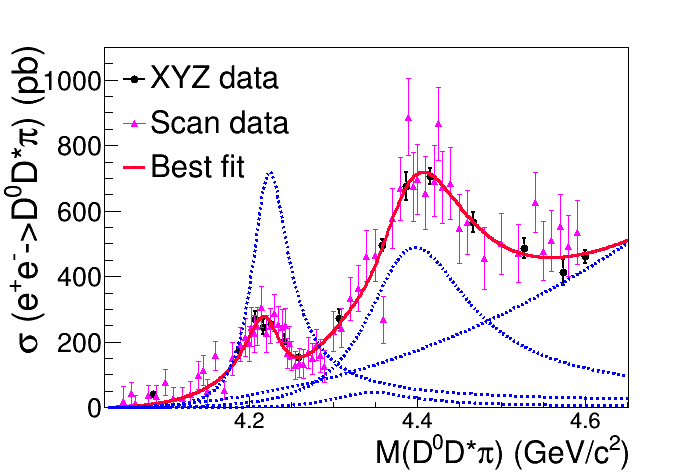 σ (e⁺e⁻->D⁰D*π) (pb)
1000
800
600
400
200
0
XYZ data
Scan data
Best fit
4.2 4.4 4.6
M(D⁰D*π) (GeV/c²)